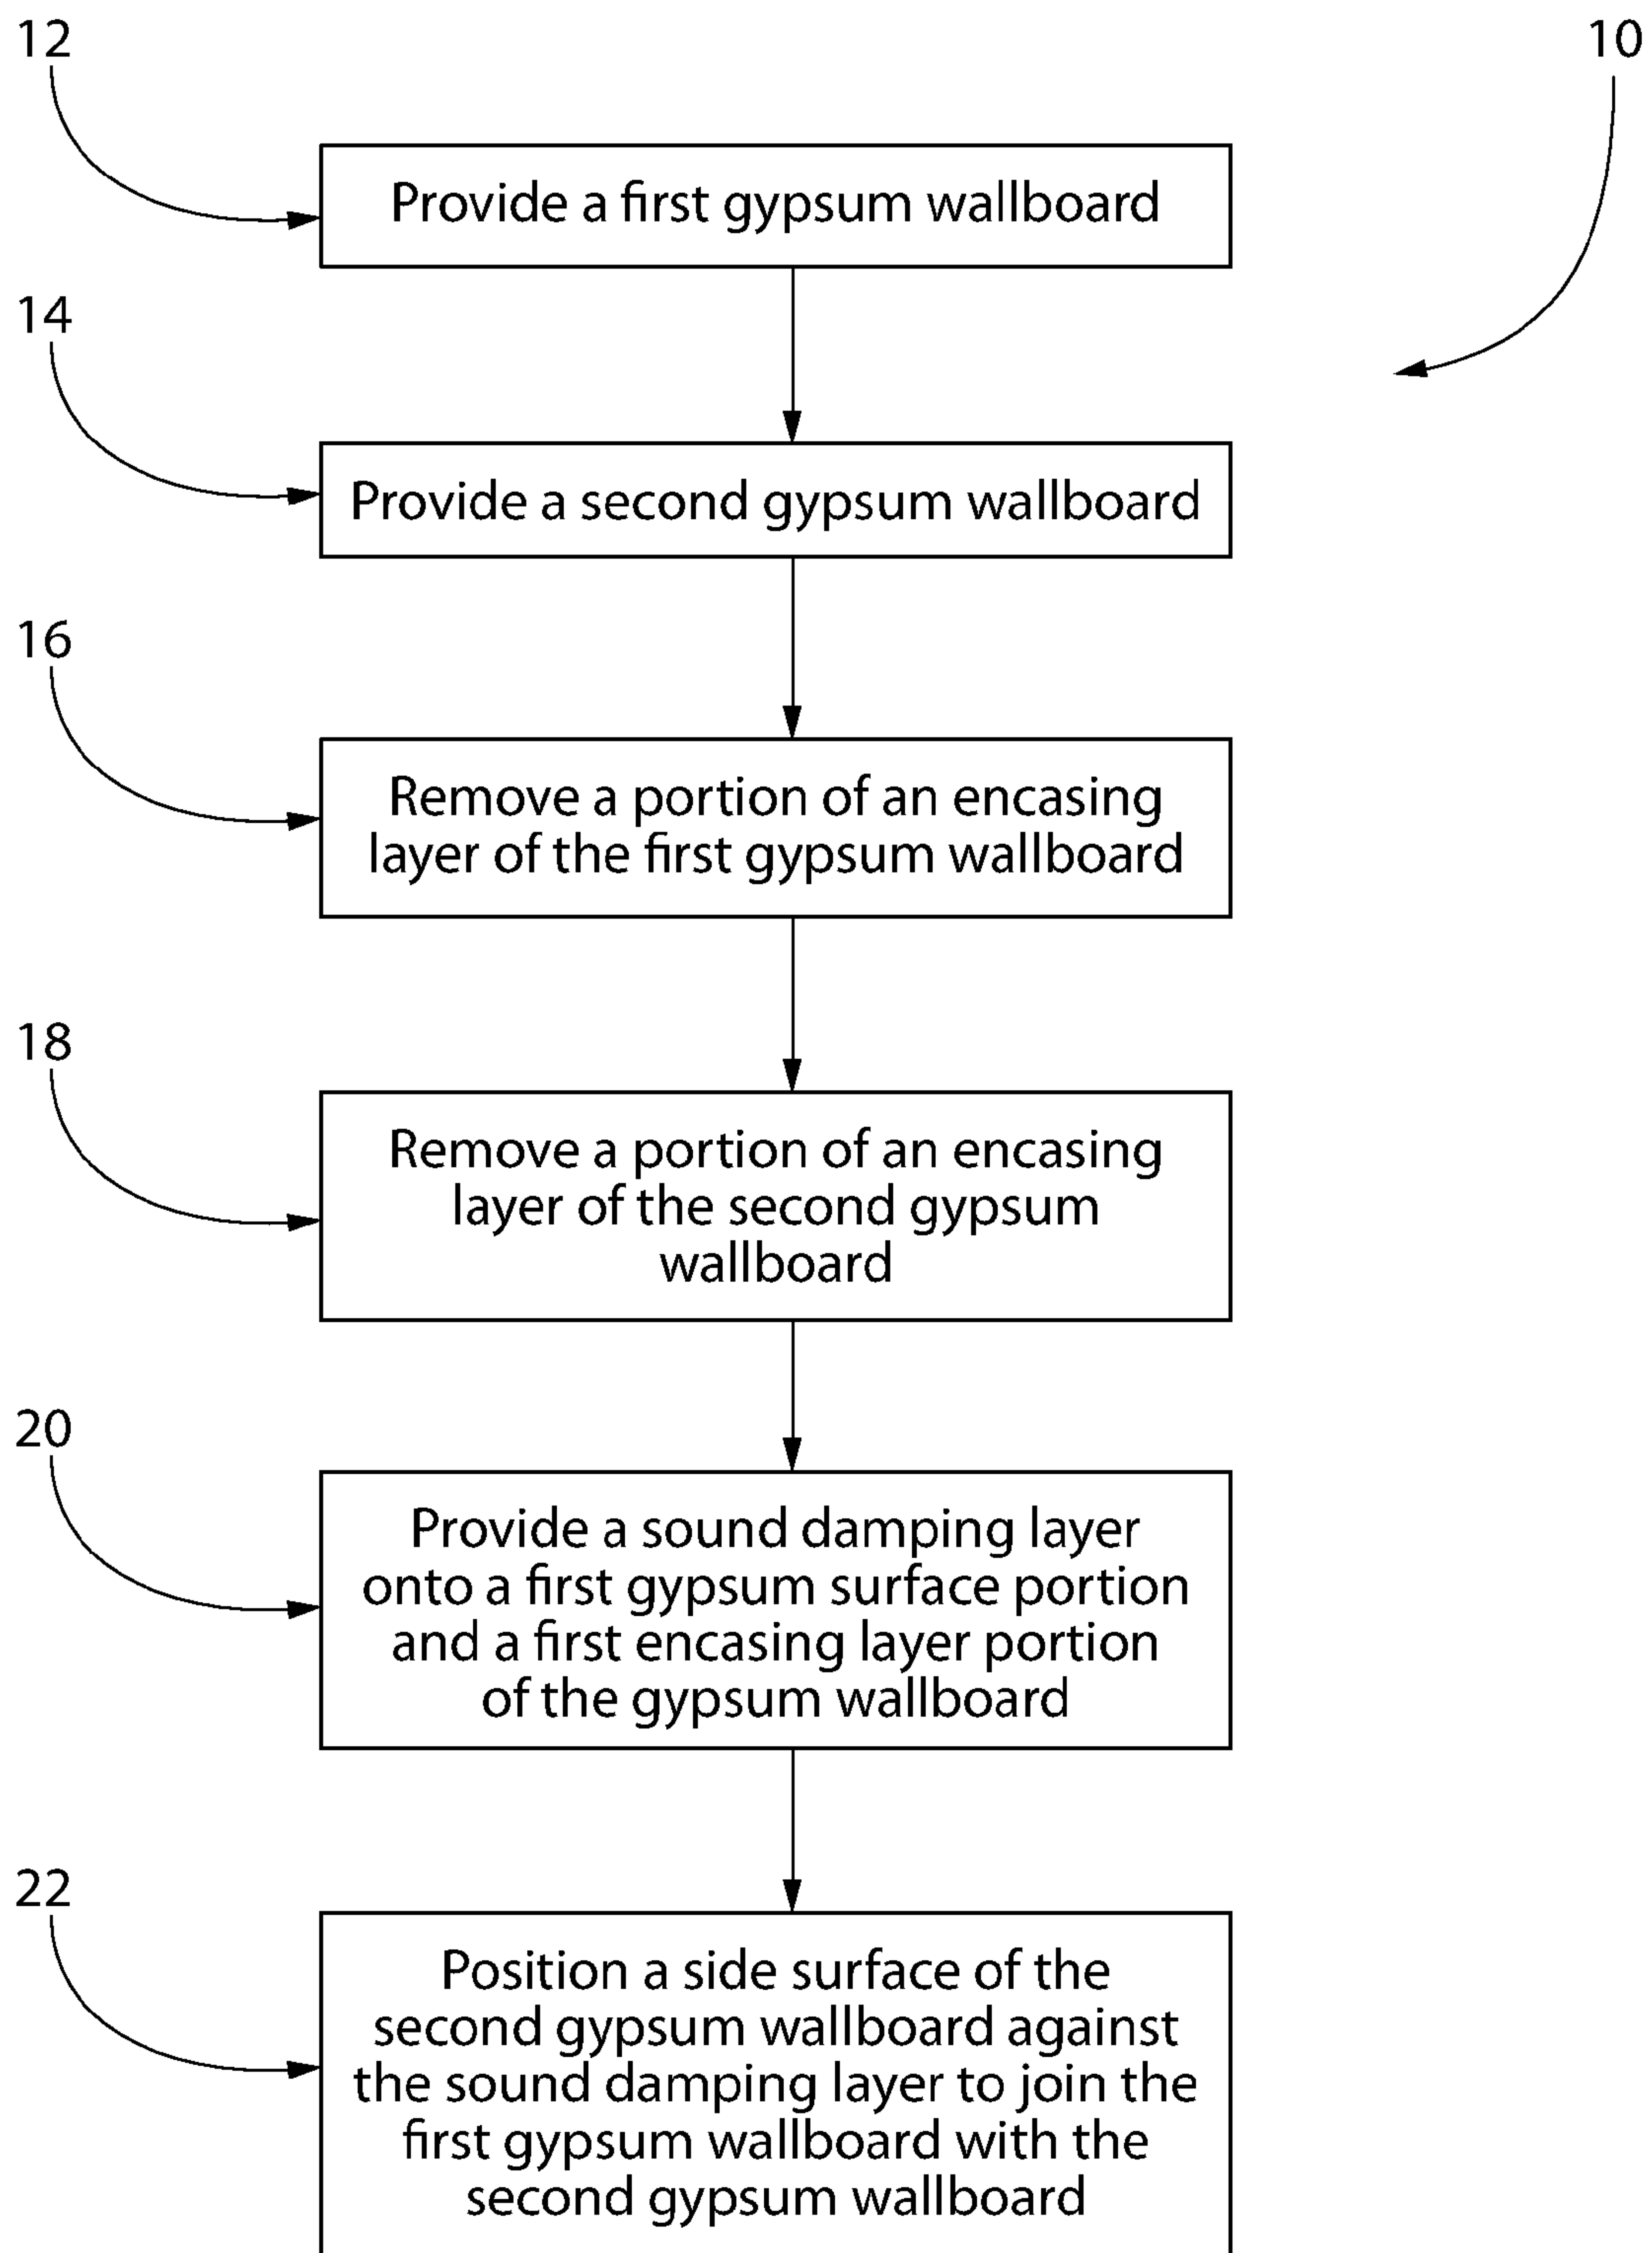 12
10
Provide a first gypsum wallboard
14
Provide a second gypsum wallboard
16
Remove a portion of an encasing
layer of the first gypsum wallboard
18
Remove a portion of an encasing
layer of the second gypsum
wallboard
20
Provide a sound damping layer
onto a first gypsum surface portion
and a first encasing layer portion
of the gypsum wallboard
22
Position a side surface of the
second gypsum wallboard against
the sound damping layer to join the
first gypsum wallboard with the
second gypsum wallboard